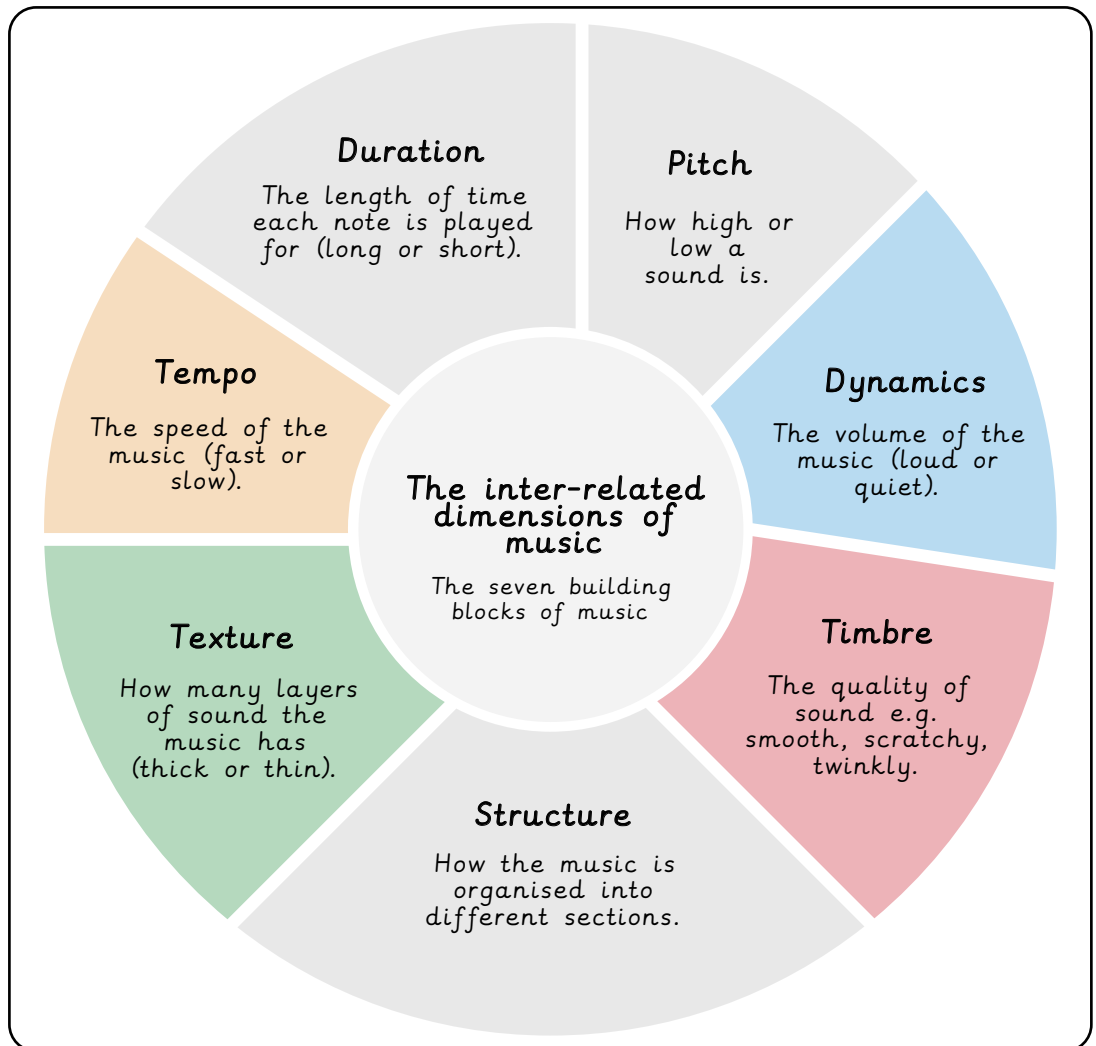 Duration
The length of time
each note is played
for (long or short).
Pitch
How high or
low a
sound is.
Dynamics
The volume of the
music (loud or
quiet).
Timbre
The quality of
sound e.g.
smooth, scratchy,
twinkly.
Structure
How the music is
organised into
different sections.
Texture
How many layers
of sound the
music has
(thick or thin).
Tempo
The speed of the
music (fast or
slow).
The inter-related
dimensions of
music
The seven building
blocks of music